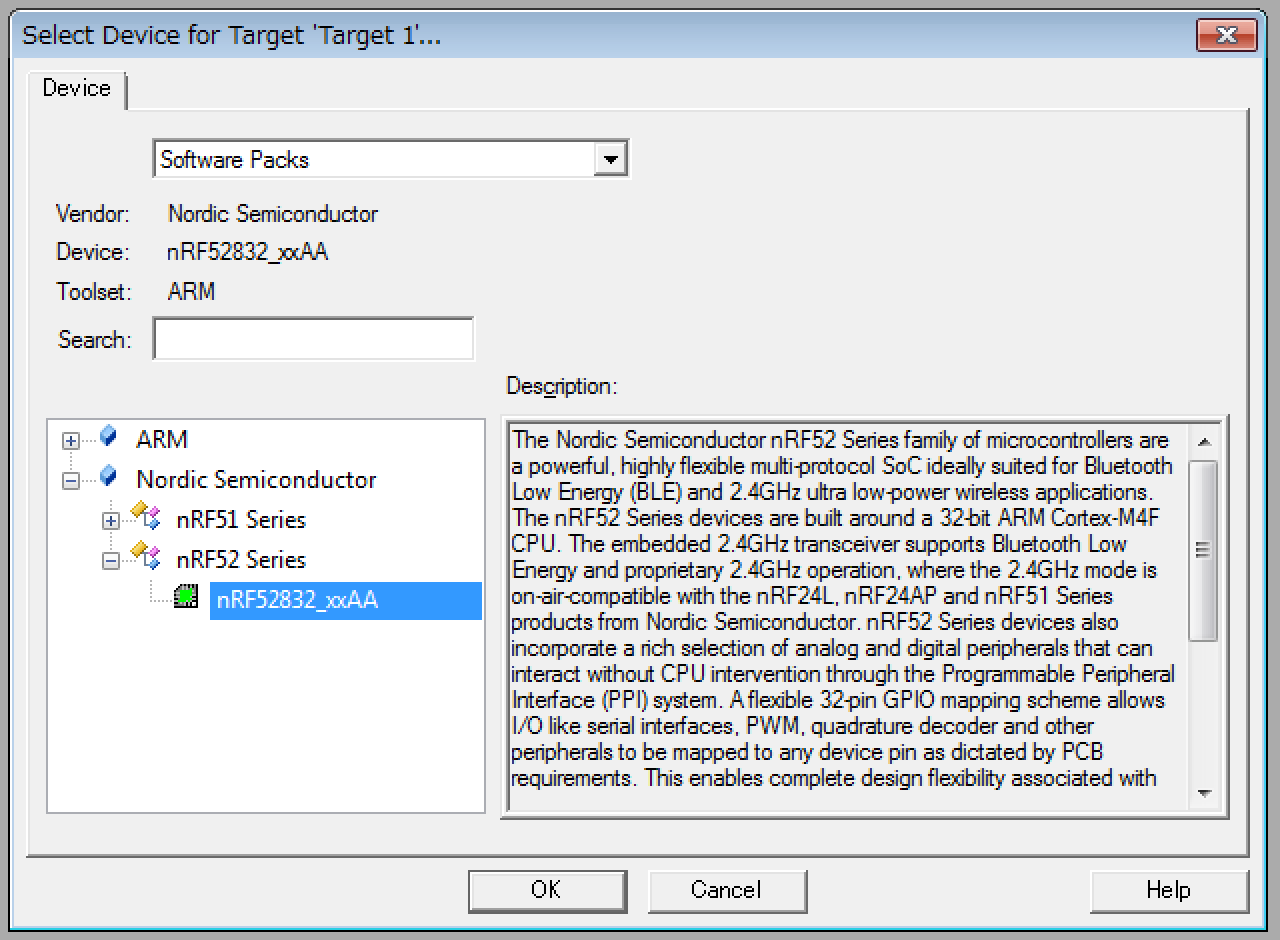 Select Device for Target 'Target 1'...
Device
Software Packs
Vendor: Nordic Semiconductor
Device: nRF52832_xxAA
Toolset: ARM
Search:
Description:
ARM
Nordic Semiconductor
nRF51 Series
nRF52 Series
nRF52832_xxAA
The Nordic Semiconductor nRF52 Series family of microcontrollers are
a powerful, highly flexible multi-protocol SoC ideally suited for Bluetooth
Low Energy (BLE) and 2.4GHz ultra low-power wireless applications.
The nRF52 Series devices are built around a 32-bit ARM Cortex-M4F
CPU. The embedded 2.4GHz transceiver supports Bluetooth Low
Energy and proprietary 2.4GHz operation, where the 2.4GHz mode is
on-air-compatible with the nRF24L, nRF24AP and nRF51 Series
products from Nordic Semiconductor. nRF52 Series devices also
incorporate a rich selection of analog and digital peripherals that can
interact without CPU intervention through the Programmable Peripheral
Interface (PPI) system. A flexible 32-pin GPIO mapping scheme allows
I/O like serial interfaces, PWM, quadrature decoder and other
peripherals to be mapped to any device pin as dictated by PCB
requirements. This enables complete design flexibility associated with
OK
Cancel
Help